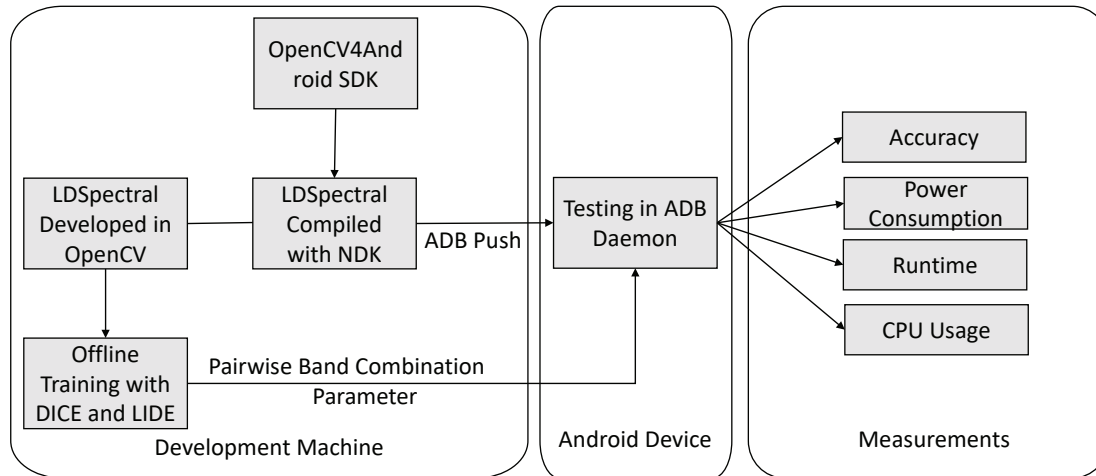 OpenCV4And
roid SDK
LDSpectral
Developed in
OpenCV
LDSpectral
Compiled
with NDK
ADB Push
Offline
Training with
DICE and LIDE
Pairwise Band Combination
Parameter
Development Machine
Testing in ADB
Daemon
Android Device
Accuracy
Power
Consumption
Runtime
CPU Usage
Measurements